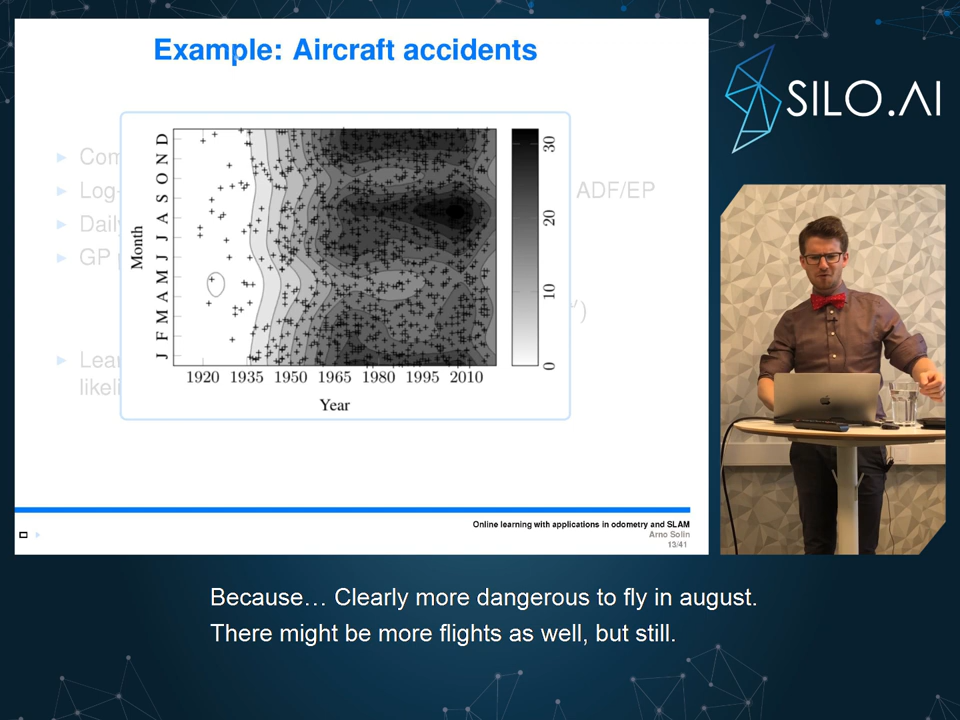 Example: Aircraft accidents
SILO.AI
Com
Log-
ADF/EP
Daily
GP
Lear
likeli
Month
J F M A M J J A S O N D
0 10 20 30
1920 1935 1950 1965 1980 1995 2010
Year
Online learning with applications in odometry and SLAM
Arno Solin
13/41
Because… Clearly more dangerous to fly in august.
There might be more flights as well, but still.